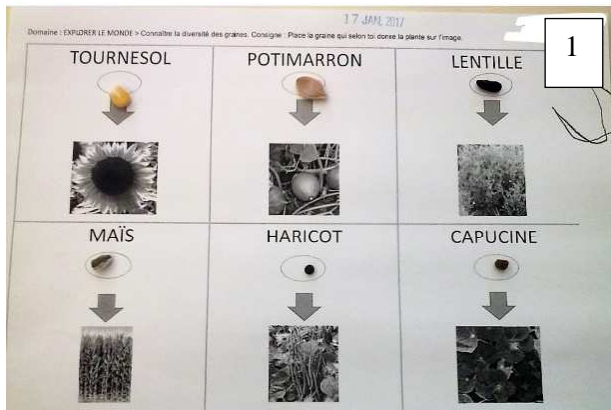 17 JAN. 2017
Domaine : EXPLORER LE MONDE > Connaître la diversité des graines. Consigne : Place la graine qui selon toi donne la plante sur l'image.
1
TOURNESOL
POTIMARRON
LENTILLE
MAÏS
HARICOT
CAPUCINE